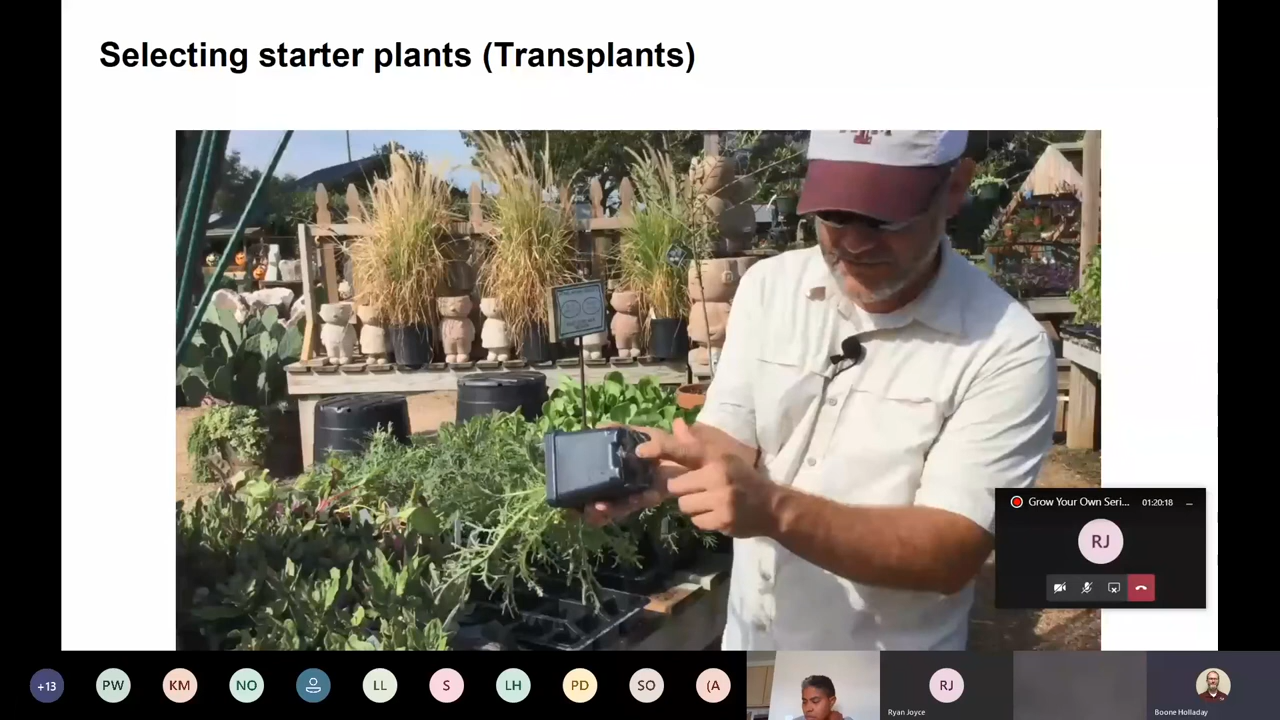 Selecting starter plants (Transplants)
Grow Your Own Seri...
01:20:18
RJ
+13
PW
KM
NO
LL
S
LH
PD
SO
(A
RJ
Ryan Joyce
Boone Holladay